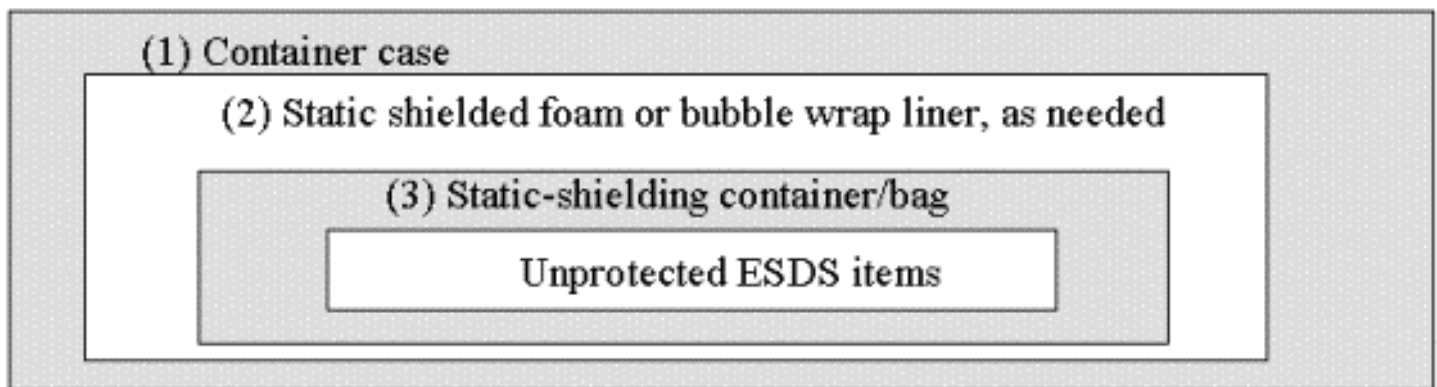 (1) Container case
(2) Static shielded foam or bubble wrap liner, as needed
(3) Static-shielding container/bag
Unprotected ESDS items